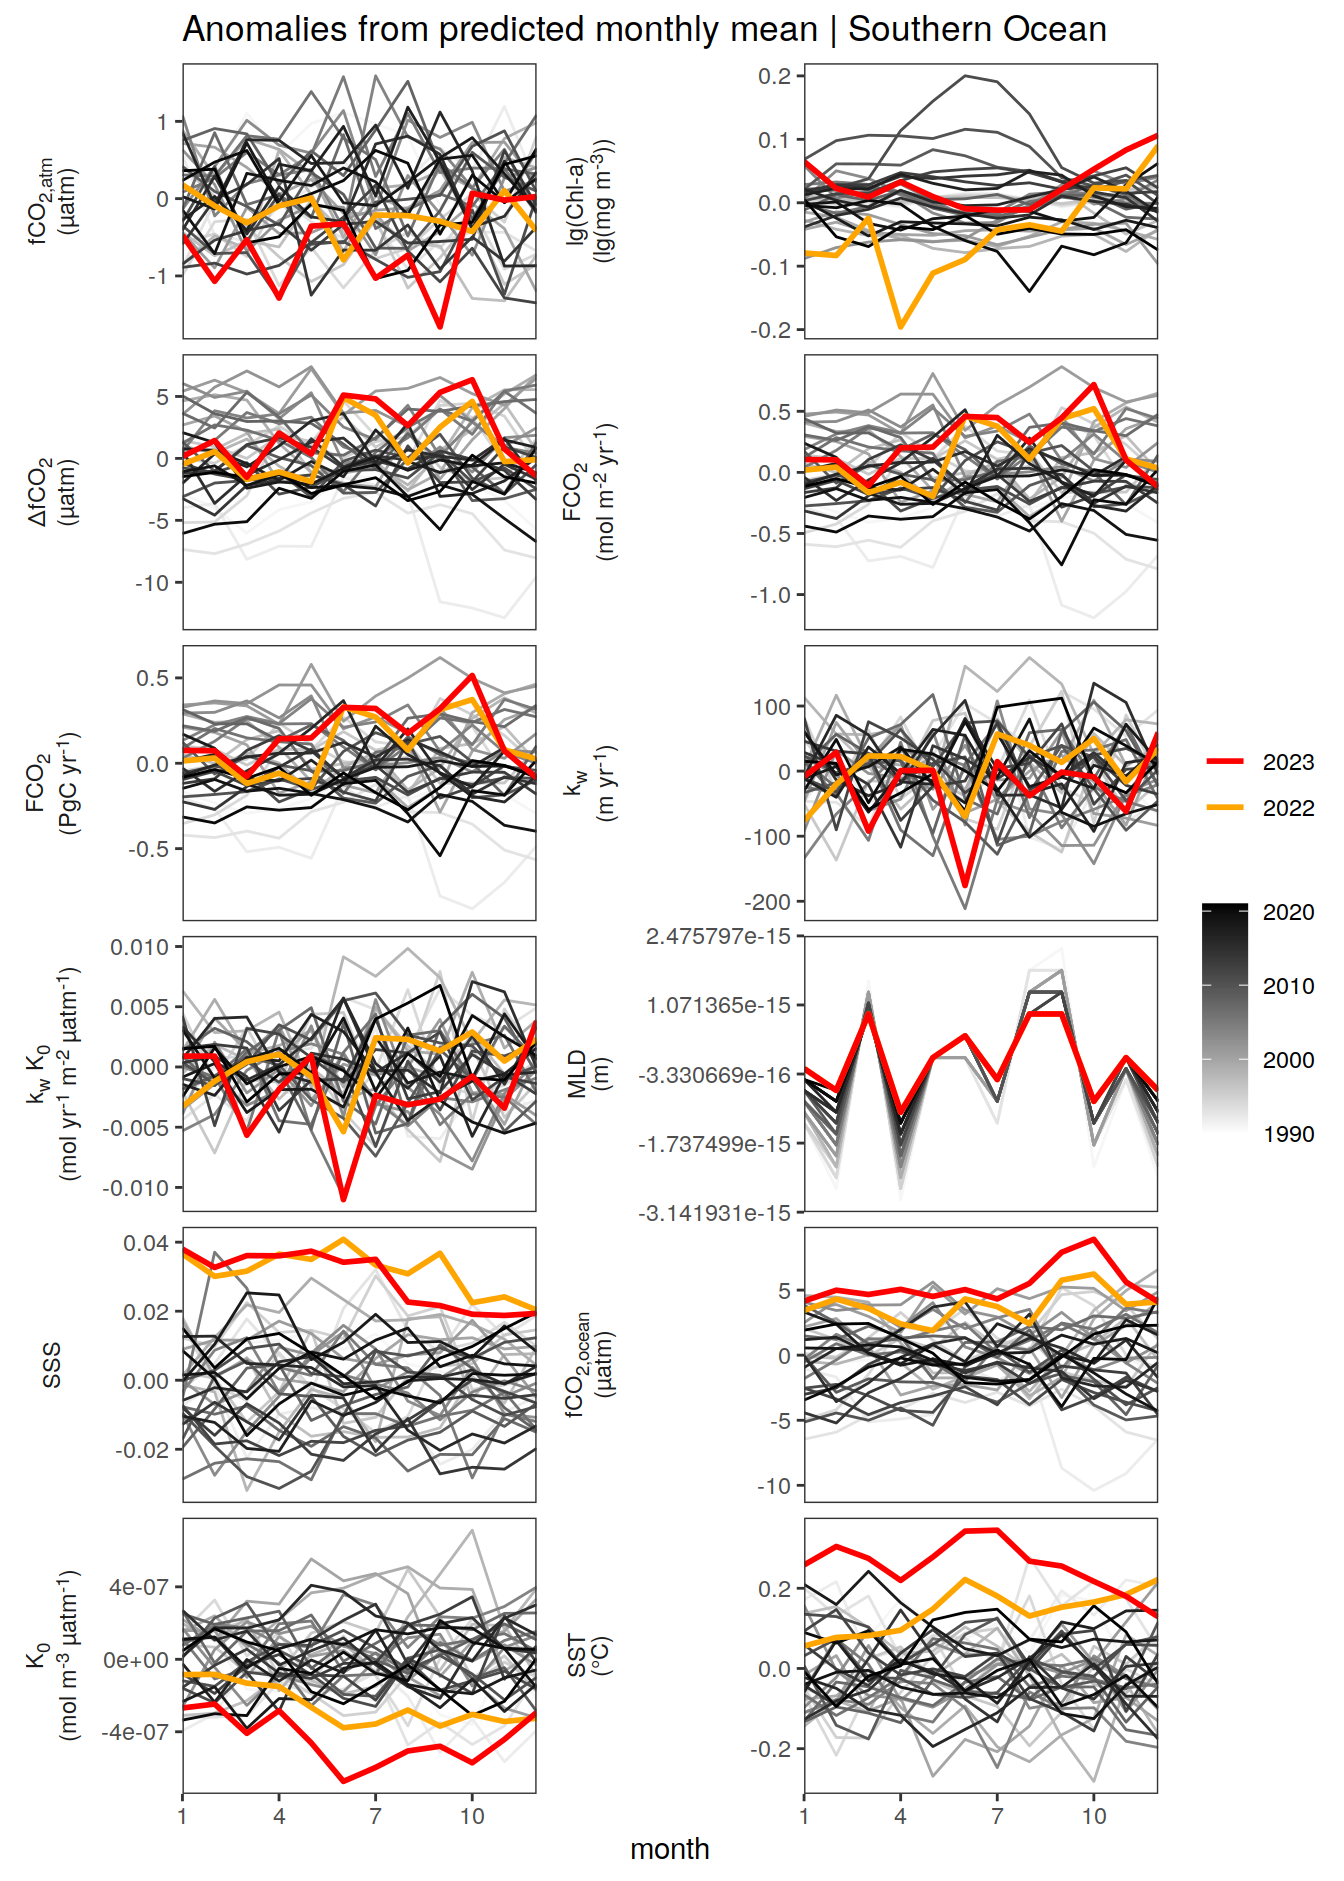 Anomalies from predicted monthly mean | Southern Ocean
fCO2,atm
(µatm)
1
0
-1
lg(Chl-a)
(lg(mg m-3))
0.2
0.1
0.0
-0.1
-0.2
ΔfCO2
(µatm)
5
0
-5
-10
FCO2
(mol m-2 yr-1)
0.5
0.0
-0.5
-1.0
FCO2
(PgC yr-1)
0.5
0.0
-0.5
kw
(m yr-1)
100
0
-100
-200
kw K0
(mol yr-1 m-2 µatm-1)
0.010
0.005
0.000
-0.005
-0.010
MLD
(m)
2.475797e-15
1.071365e-15
-3.330669e-16
-1.737499e-15
-3.141931e-15
SSS
0.04
0.02
0.00
-0.02
fCO2,ocean
(µatm)
5
0
-5
-10
K0
(mol m-3 µatm-1)
4e-07
0e+00
-4e-07
SST
(°C)
0.2
0.0
-0.2
1 4 7 10
1 4 7 10
month
2023
2022
2020
2010
2000
1990